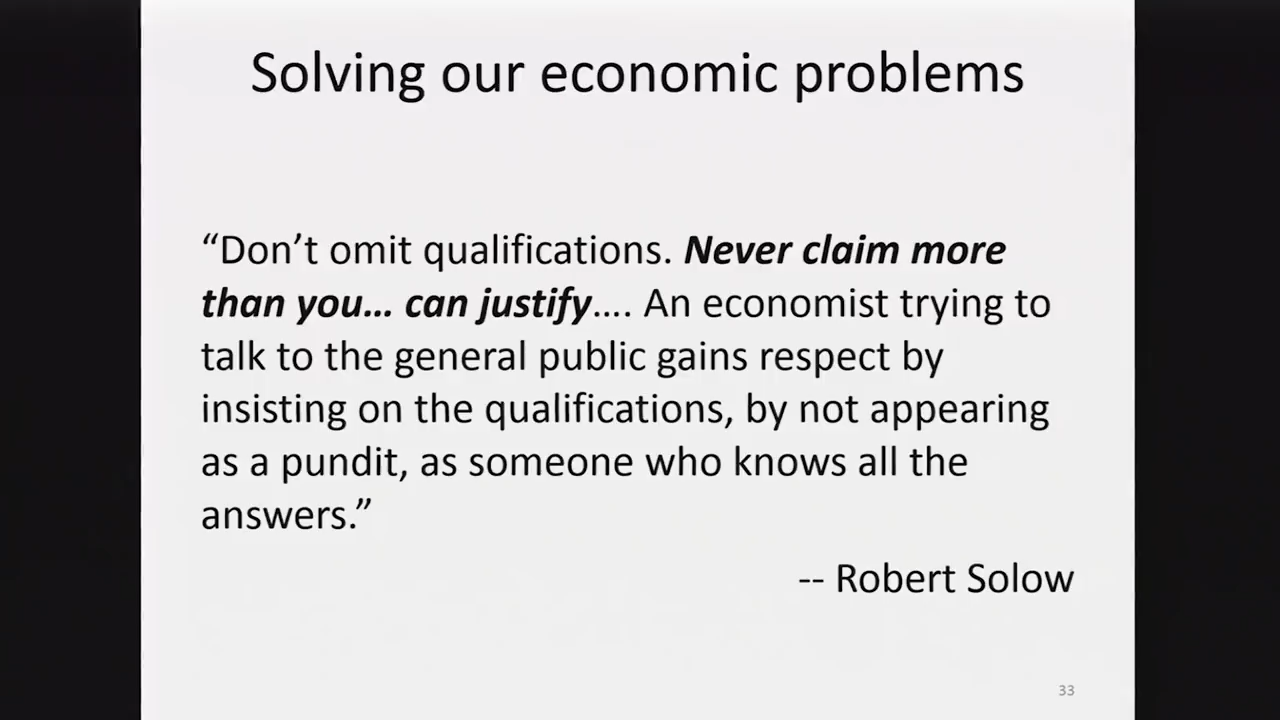 Solving our economic problems
“Don’t omit qualifications. Never claim more
than you... can justify.... An economist trying to
talk to the general public gains respect by
insisting on the qualifications, by not appearing
as a pundit, as someone who knows all the
answers.”
-- Robert Solow
33